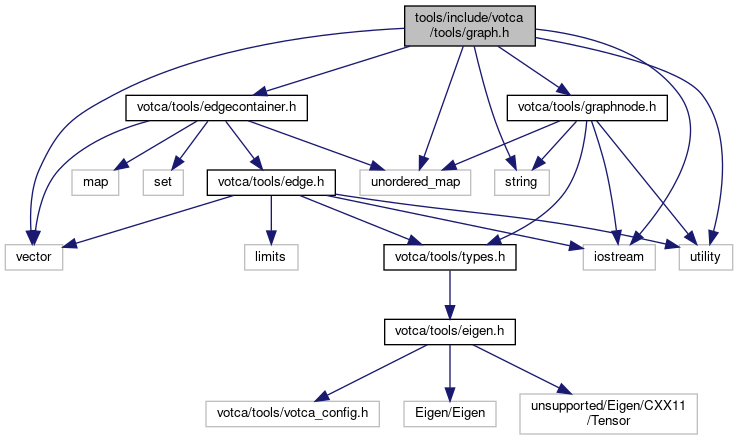 tools/include/votca
/tools/graph.h
votca/tools/edgecontainer.h
votca/tools/graphnode.h
map
set
votca/tools/edge.h
unordered_map
string
vector
limits
votca/tools/types.h
iostream
utility
votca/tools/eigen.h
votca/tools/votca_config.h
Eigen/Eigen
unsupported/Eigen/CXX11
/Tensor